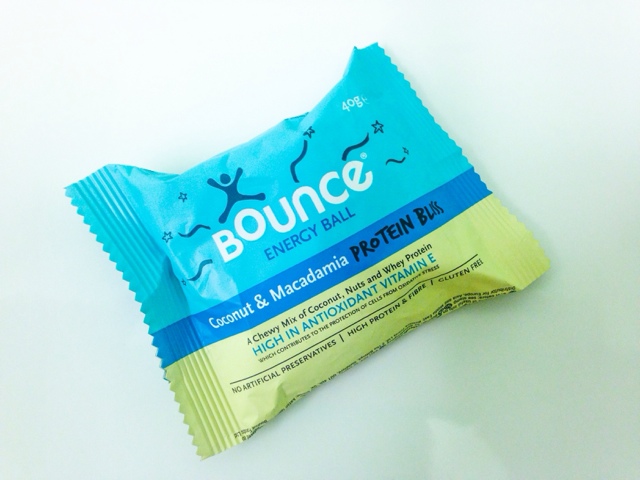 40g℮
BOUNCE®
ENERGY BALL
Coconut & Macadamia PROTEIN BLISS
A Chewy Mix of Coconut, Nuts and Whey Protein
HIGH IN ANTIOXIDANT VITAMIN E
WHICH CONTRIBUTES TO THE PROTECTION OF CELLS FROM OXIDATIVE STRESS
NO ARTIFICIAL PRESERVATIVES | HIGH PROTEIN & FIBRE | GLUTEN FREE